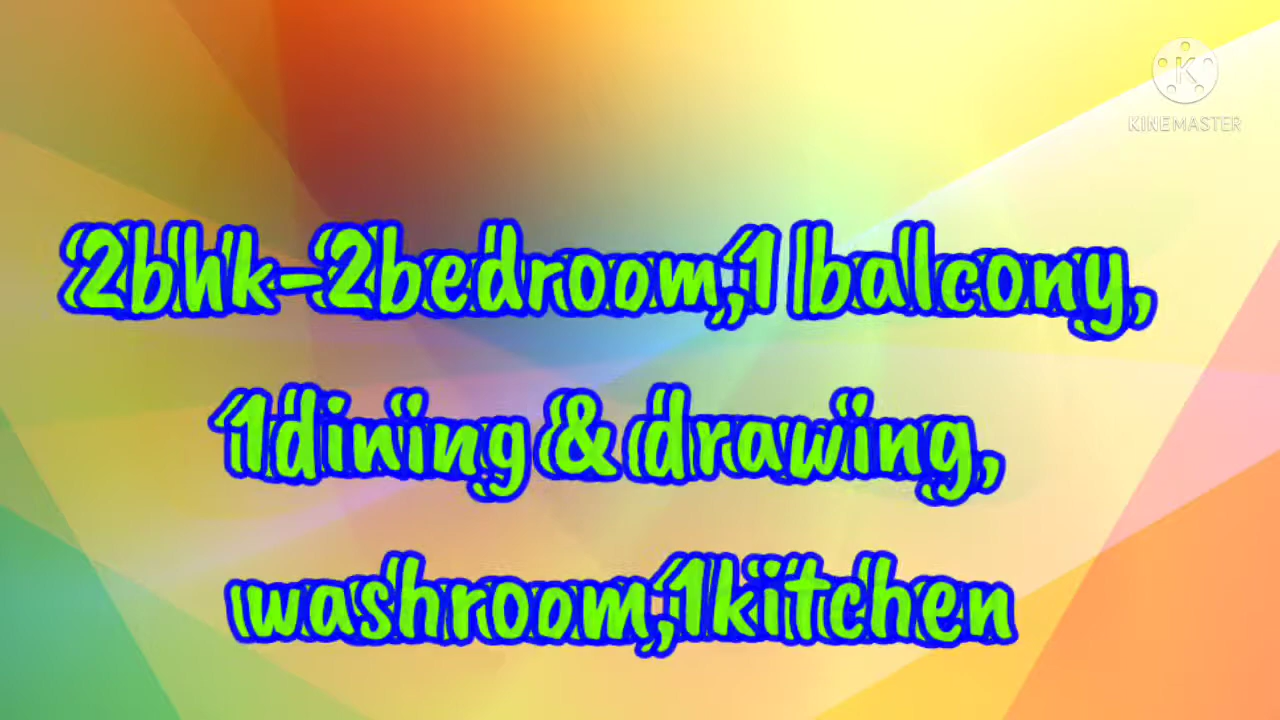 K
KINEMASTER
2bhk-2bedroom,1 balcony,
1dining & drawing,
washroom,1kitchen